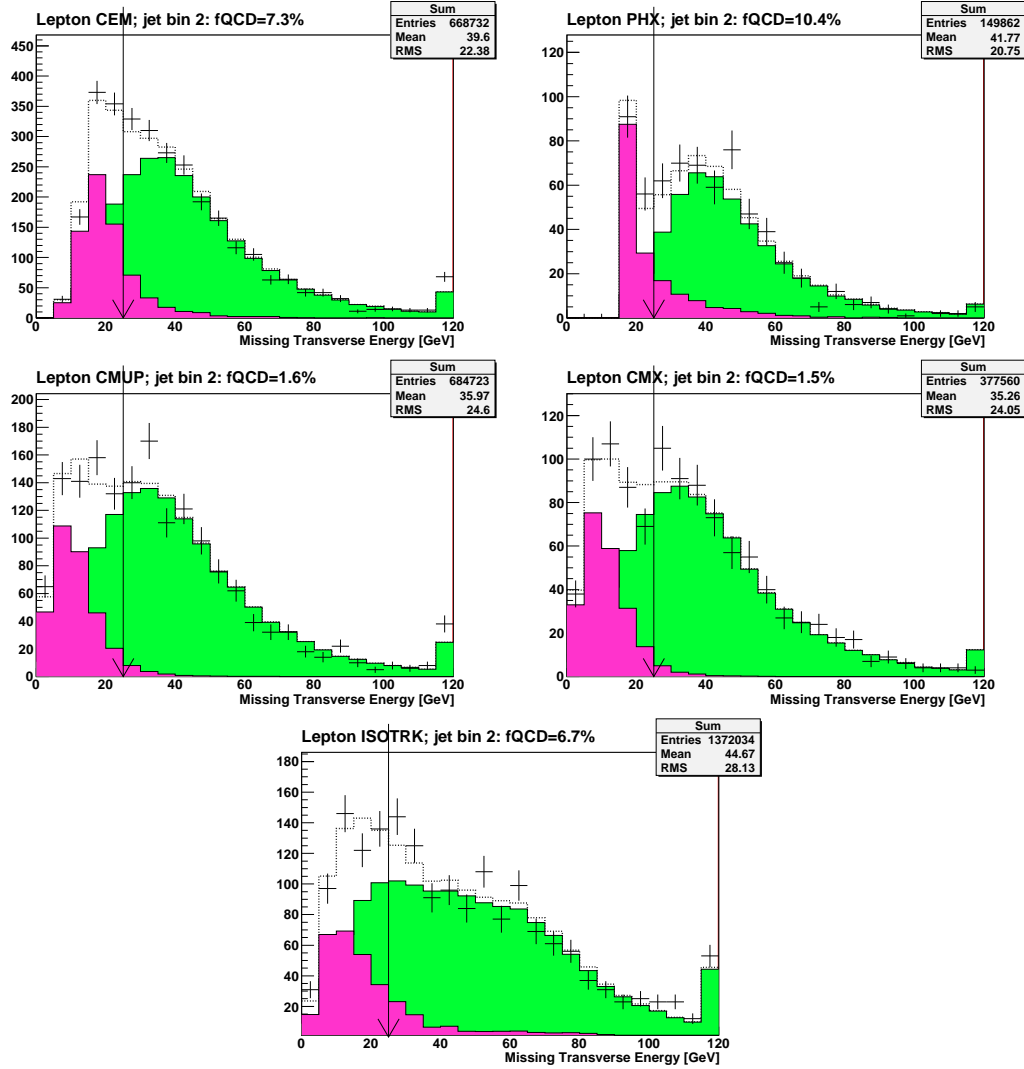 Lepton CEM; jet bin 2: fQCD=7.3%
Sum
Entries 668732
Mean 39.6
RMS 22.38
450
400
350
300
250
200
150
100
50
0
0 20 40 60 80 100 120
Missing Transverse Energy [GeV]
Lepton PHX; jet bin 2: fQCD=10.4%
Sum
Entries 149862
Mean 41.77
RMS 20.75
120
100
80
60
40
20
0
0 20 40 60 80 100 120
Missing Transverse Energy [GeV]
Lepton CMUP; jet bin 2: fQCD=1.6%
Sum
Entries 684723
Mean 35.97
RMS 24.6
200
180
160
140
120
100
80
60
40
20
0
0 20 40 60 80 100 120
Missing Transverse Energy [GeV]
Lepton CMX; jet bin 2: fQCD=1.5%
Sum
Entries 377560
Mean 35.26
RMS 24.05
120
100
80
60
40
20
0
0 20 40 60 80 100 120
Missing Transverse Energy [GeV]
Lepton ISOTRK; jet bin 2: fQCD=6.7%
Sum
Entries 1372034
Mean 44.67
RMS 28.13
180
160
140
120
100
80
60
40
20
0 20 40 60 80 100 120
Missing Transverse Energy [GeV]